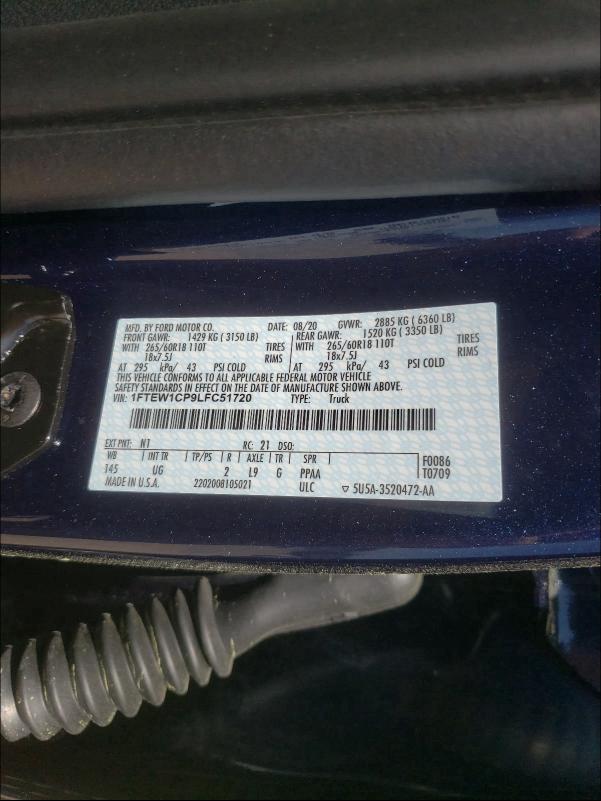 MFD. BY FORD MOTOR CO. DATE: 08/20 GVWR: 2885 KG ( 6360 LB)
FRONT GAWR: 1429 KG ( 3150 LB) REAR GAWR: 1520 KG ( 3350 LB)
WITH 265/60R18 110T TIRES WITH 265/60R18 110T TIRES
18x7.5J RIMS 18x7.5J RIMS
AT 295 kPa/ 43 PSI COLD AT 295 kPa/ 43 PSI COLD
THIS VEHICLE CONFORMS TO ALL APPLICABLE FEDERAL MOTOR VEHICLE
SAFETY STANDARDS IN EFFECT ON THE DATE OF MANUFACTURE SHOWN ABOVE.
VIN: 1FTEW1CP9LFC51720 TYPE: Truck
EXT PNT: N1 RC: 21 DSO:
WB INT TR TP/PS R AXLE TR SPR F0086
145 UG 2 L9 G PPAA T0709
MADE IN U.S.A. 2202008105021 ULC ▽ 5U5A-3520472-AA